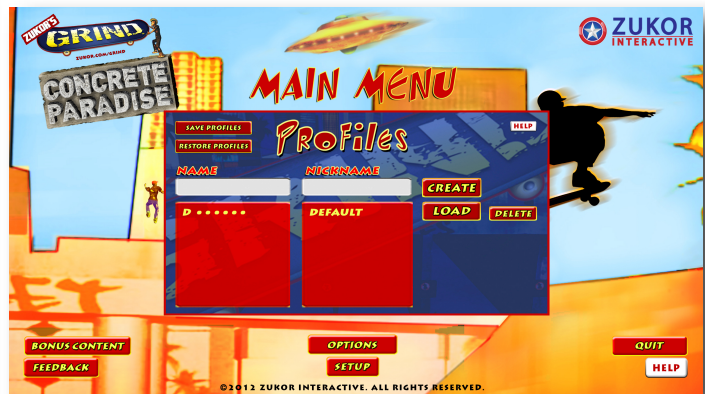 ZUKOR'S
GRIND
ZUKOR.COM/GRIND
CONCRETE
PARADISE
ZUKOR
INTERACTIVE
MAIN MENU
SAVE PROFILES
RESTORE PROFILES
PROFILES
HELP
NAME
NICKNAME
CREATE
D ••••••
DEFAULT
LOAD
DELETE
BONUS CONTENT
OPTIONS
QUIT
FEEDBACK
SETUP
HELP
©2012 ZUKOR INTERACTIVE. ALL RIGHTS RESERVED.